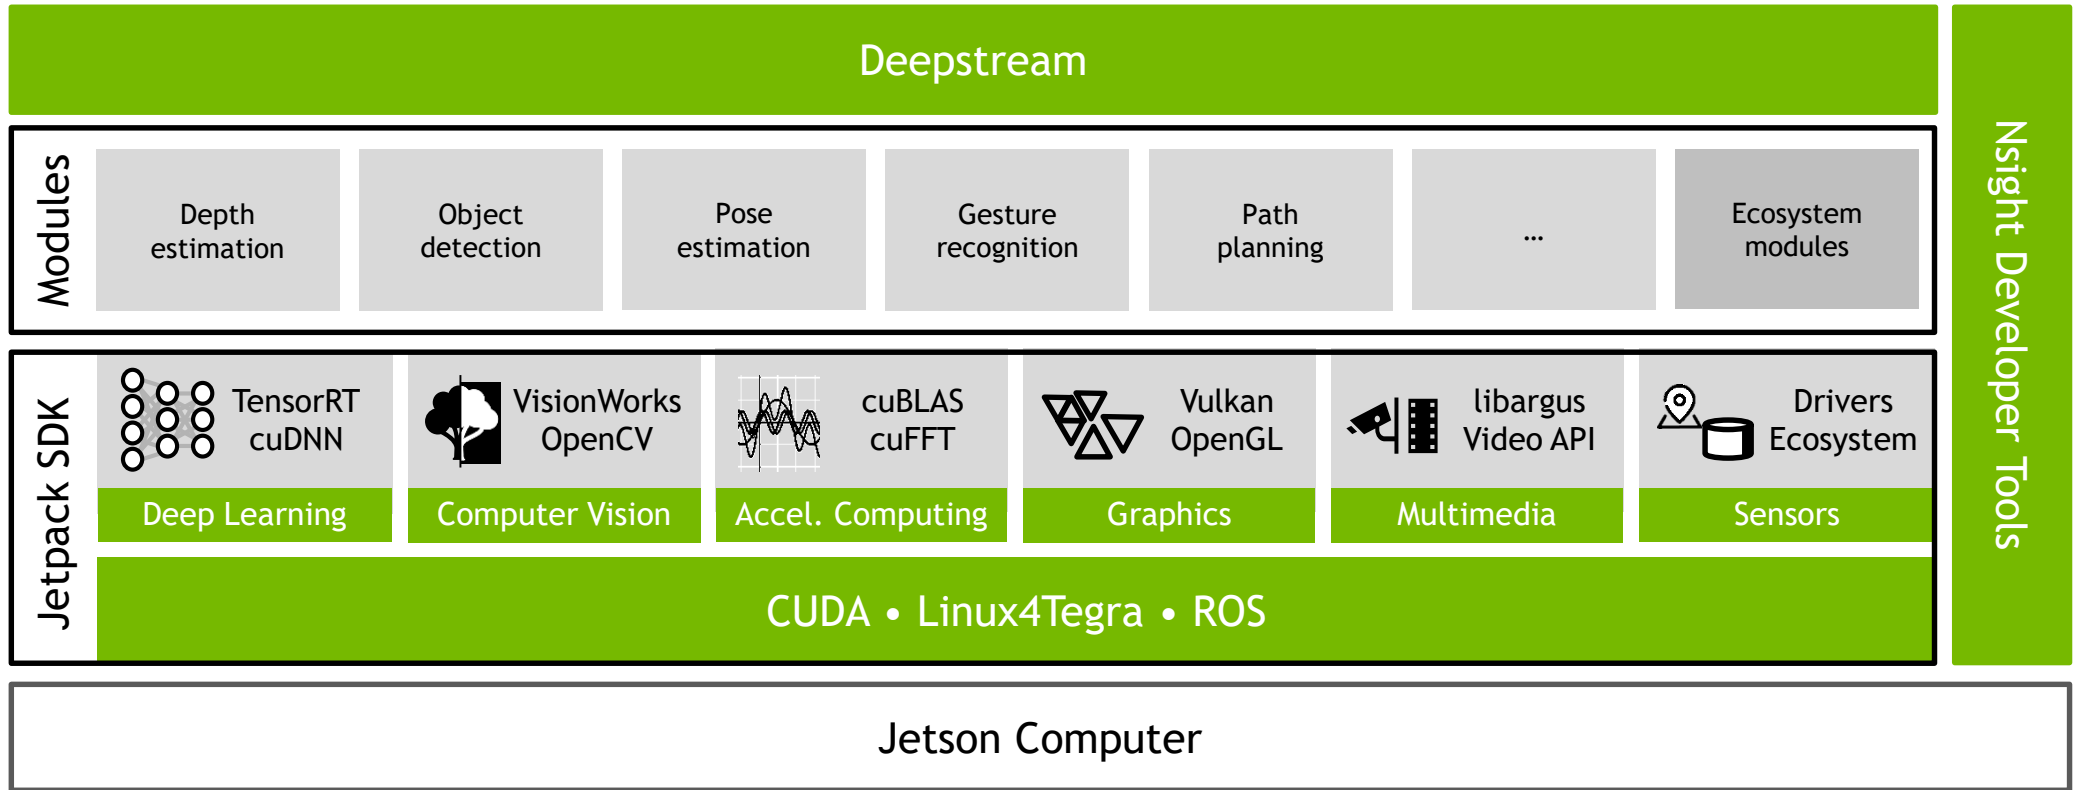 Deepstream
Nsight Developer Tools
Modules
Depth
estimation
Object
detection
Pose
estimation
Gesture
recognition
Path
planning
...
Ecosystem
modules
Jetpack SDK
TensorRT
cuDNN
Deep Learning
VisionWorks
OpenCV
Computer Vision
cuBLAS
cuFFT
Accel. Computing
Vulkan
OpenGL
Graphics
libargus
Video API
Multimedia
Drivers
Ecosystem
Sensors
CUDA • Linux4Tegra • ROS
Jetson Computer